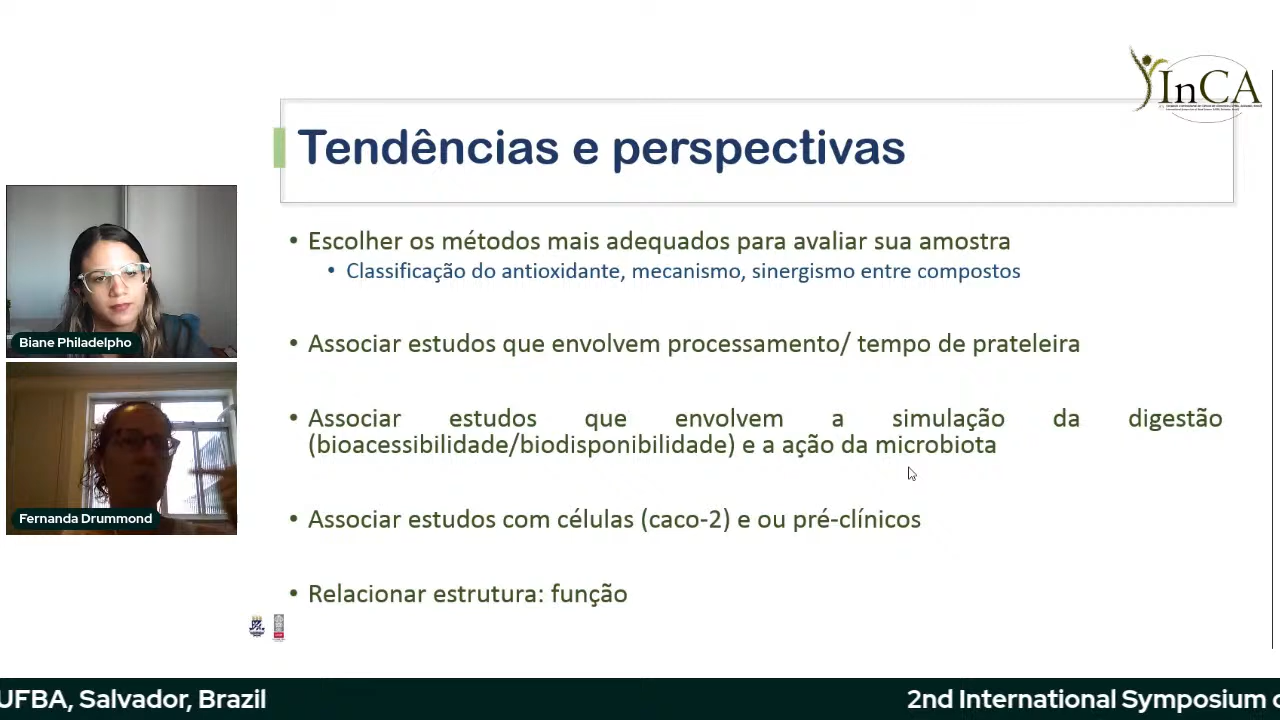 InCA
Tendências e perspectivas
• Escolher os métodos mais adequados para avaliar sua amostra
• Classificação do antioxidante, mecanismo, sinergismo entre compostos
• Associar estudos que envolvem processamento/ tempo de prateleira
• Associar estudos que envolvem a simulação da digestão
(bioacessibilidade/biodisponibilidade) e a ação da microbiota
• Associar estudos com células (caco-2) e ou pré-clínicos
• Relacionar estrutura: função
Biane Philadelpho
Fernanda Drummond
UFBA, Salvador, Brazil
2nd International Symposium